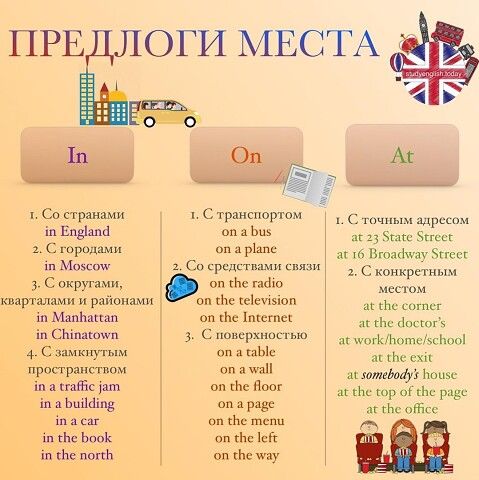 ПРЕДЛОГИ МЕСТА
studyenglish.today
In
1. Со странами
in England
2. С городами
in Moscow
3. С округами,
кварталами и районами
in Manhattan
in Chinatown
4. С замкнутым
пространством
in a traffic jam
in a building
in a car
in the book
in the north
On
1. С транспортом
on a bus
on a plane
2. Со средствами связи
on the radio
on the television
on the Internet
3. С поверхностью
on a table
on a wall
on the floor
on a page
on the menu
on the left
on the way
At
1. С точным адресом
at 23 State Street
at 16 Broadway Street
2. С конкретным
местом
at the corner
at the doctor's
at work/home/school
at the exit
at somebody's house
at the top of the page
at the office